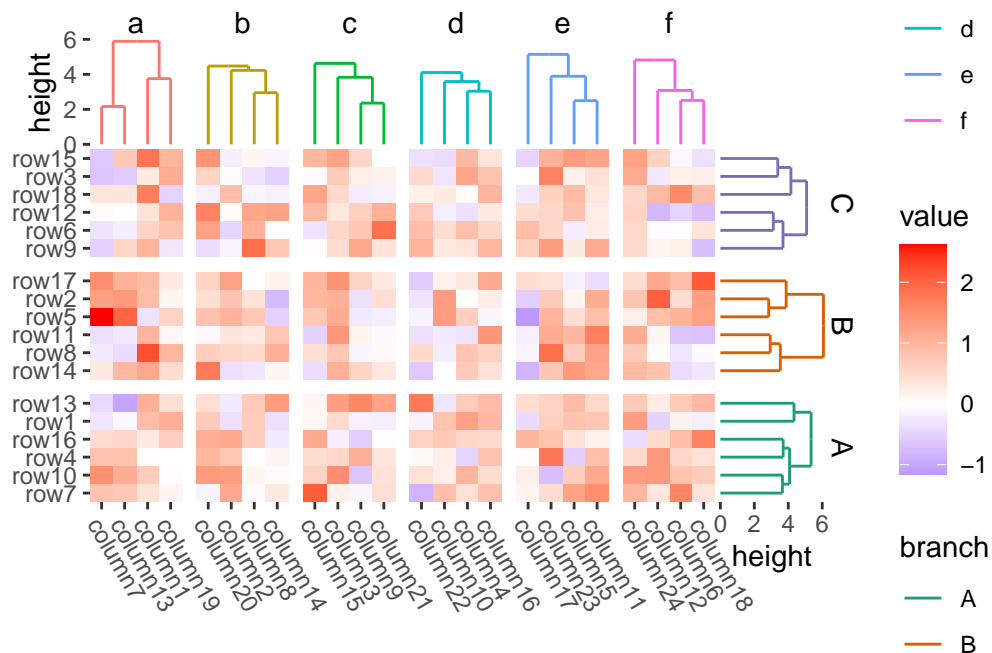 a b c d e f
height
6
4
2
0
row15
row3
row18
row12
row6
row9
C
row17
row2
row5
row11
row8
row14
B
row13
row1
row16
row4
row10
row7
A
column7
column13
column1
column19
column20
column2
column8
column14
column15
column3
column9
column21
column22
column10
column4
column16
column17
column23
column5
column11
column24
column12
column6
column18
0 2 4 6
height
d
e
f
value
2
1
0
−1
branch
A
B